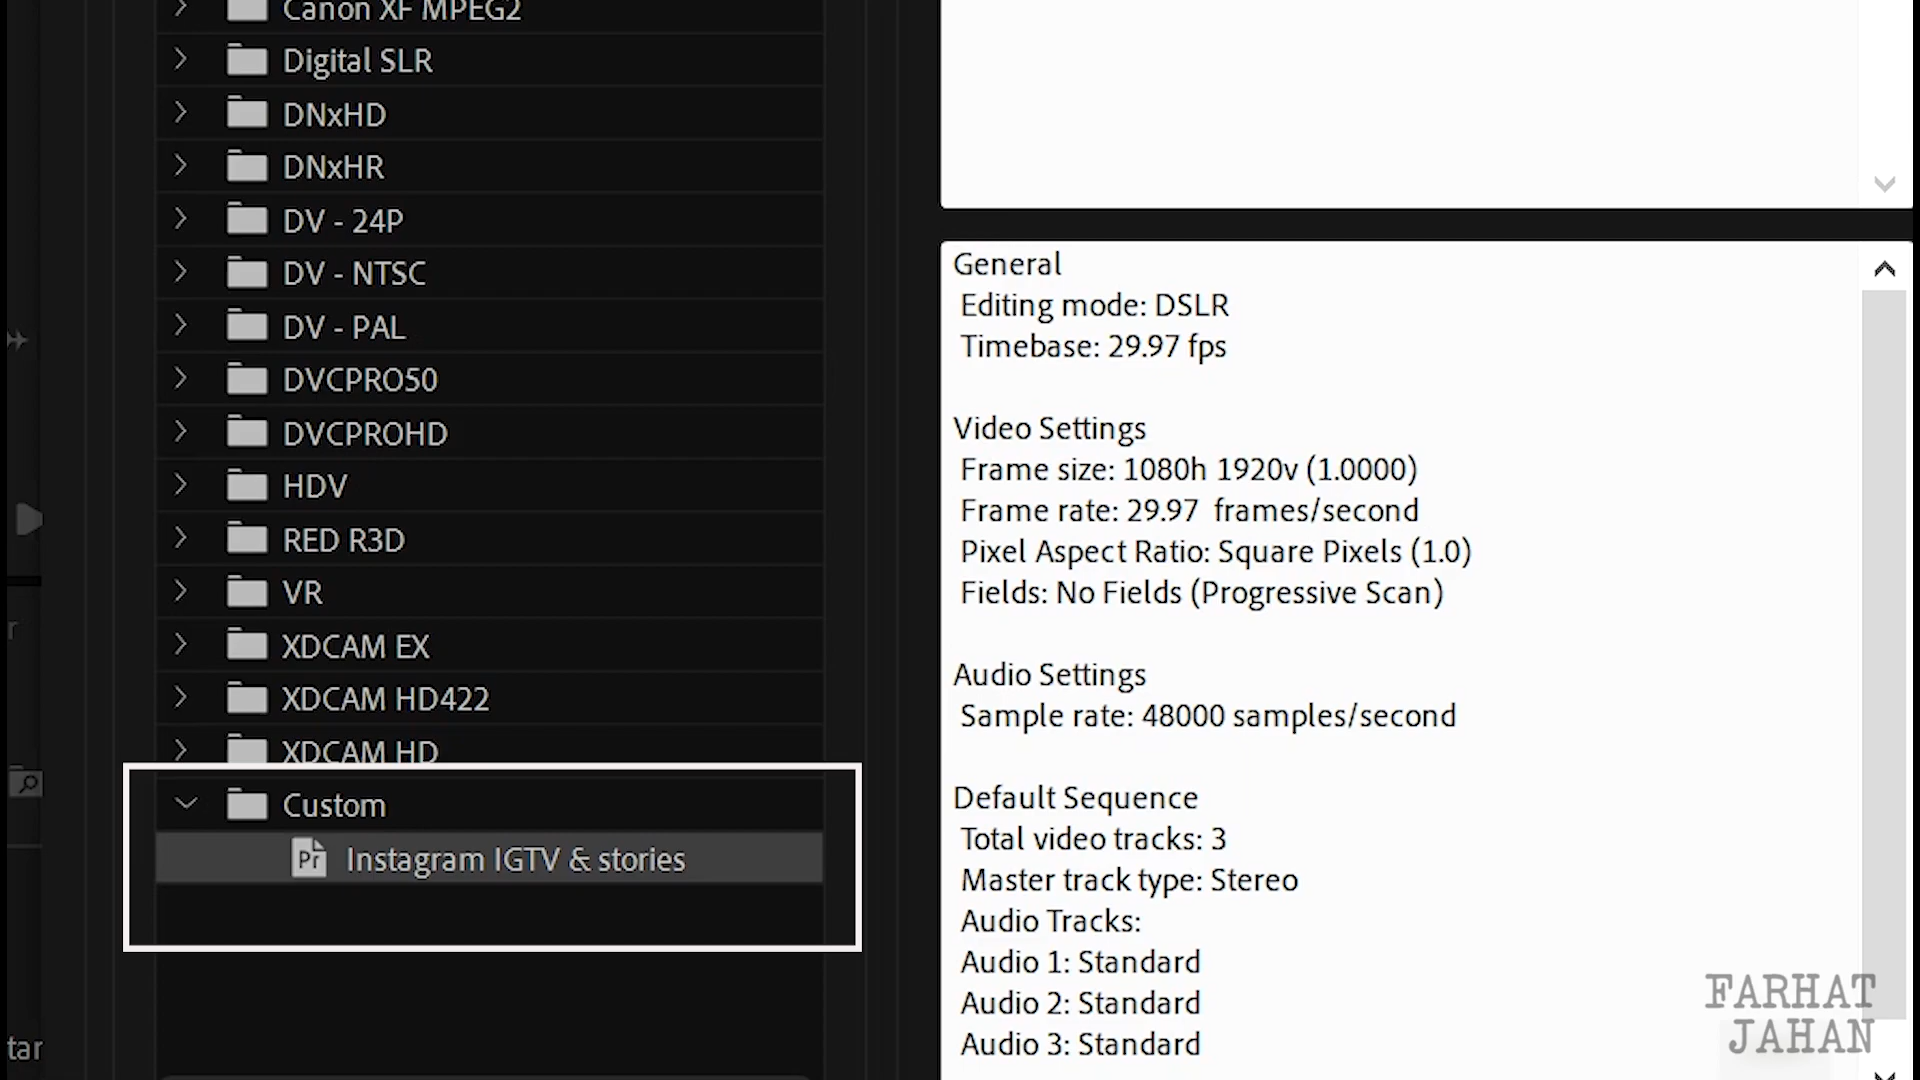 Canon XF MPEG2
Digital SLR
DNxHD
DNxHR
DV - 24P
DV - NTSC
DV - PAL
DVCPRO50
DVCPROHD
HDV
RED R3D
VR
XDCAM EX
XDCAM HD422
XDCAM HD
Custom
Pr Instagram IGTV & stories
General
Editing mode: DSLR
Timebase: 29.97 fps
Video Settings
Frame size: 1080h 1920v (1.0000)
Frame rate: 29.97 frames/second
Pixel Aspect Ratio: Square Pixels (1.0)
Fields: No Fields (Progressive Scan)
Audio Settings
Sample rate: 48000 samples/second
Default Sequence
Total video tracks: 3
Master track type: Stereo
Audio Tracks:
Audio 1: Standard
Audio 2: Standard
Audio 3: Standard
FARHAT
JAHAN